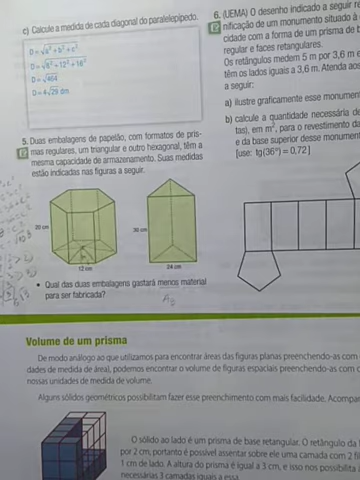 c) Calcule a medida de cada diagonal do paralelepípedo.
D = √a² + b² + c²
D = √8² + 12² + 16²
D = √464
D = 4√29 cm
5. Duas embalagens de papelão, com formatos de pris-
mas regulares, um triangular e outro hexagonal, têm a
mesma capacidade de armazenamento. Suas medidas
estão indicadas nas figuras a seguir.
20 cm
12 cm
30 cm
24 cm
• Qual das duas embalagens gastará menos material
para ser fabricada?
6. (UEMA) O desenho indicado a seguir
nificação de um monumento situado
cidade com a forma de um prisma de
regular e faces retangulares.
Os retângulos medem 5 por 3,6 m e
têm os lados iguais a 3,6 m. Atenda aos
a seguir:
a) ilustre graficamente esse monumen
b) calcule a quantidade necessária de
tas), em m², para o revestimento da
e da base superior desse monument
[use: tg(36°) = 0,72]
Volume de um prisma
De modo análogo ao que utilizamos para encontrar áreas das figuras planas preenchendo-as com
dades de medida de área), podemos encontrar o volume de figuras espaciais preenchendo-as com
nossas unidades de medida de volume.
Alguns sólidos geométricos possibilitam fazer esse preenchimento com mais facilidade. Acompan
O sólido ao lado é um prisma de base retangular. O retângulo da
por 2 cm, portanto é possível assentar sobre ele uma camada com 2 fil
1 cm de lado. A altura do prisma é igual a 3 cm, e isso nos possibilita
necessárias 3 camadas iguais a essa